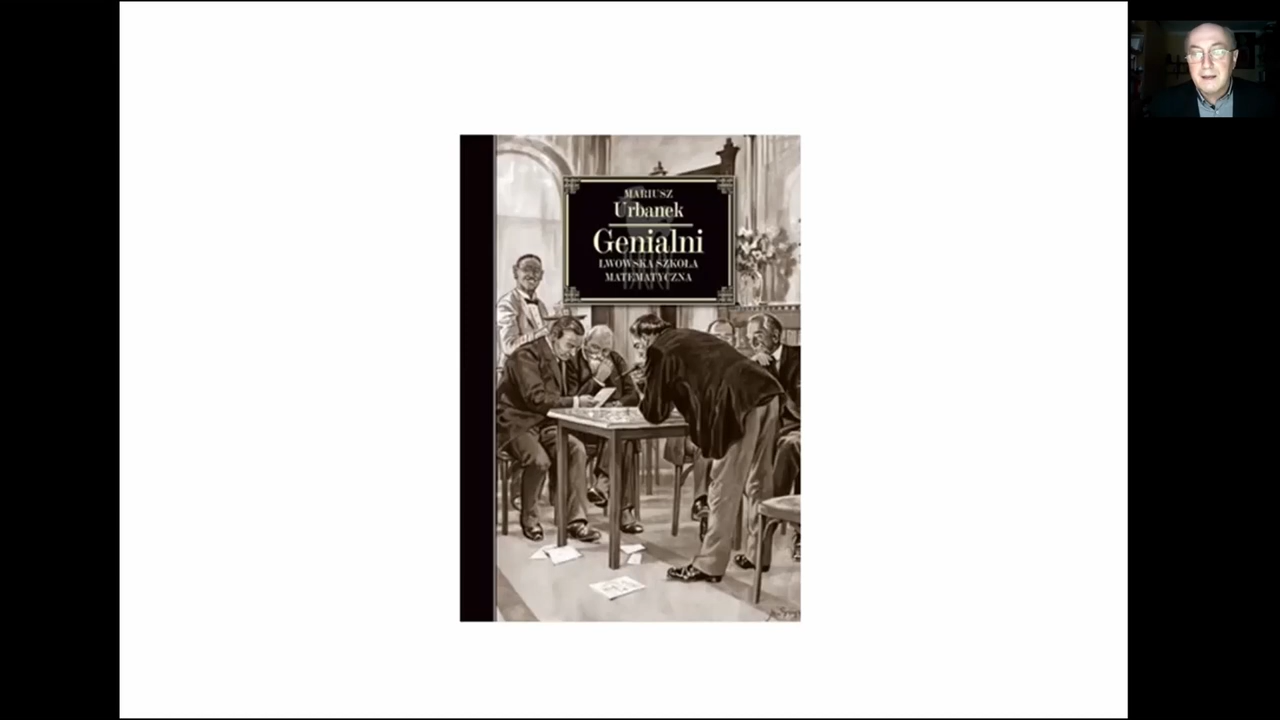 MARIUSZ
Urbanek
Genialni
LWOWSKA SZKOŁA
MATEMATYCZNA